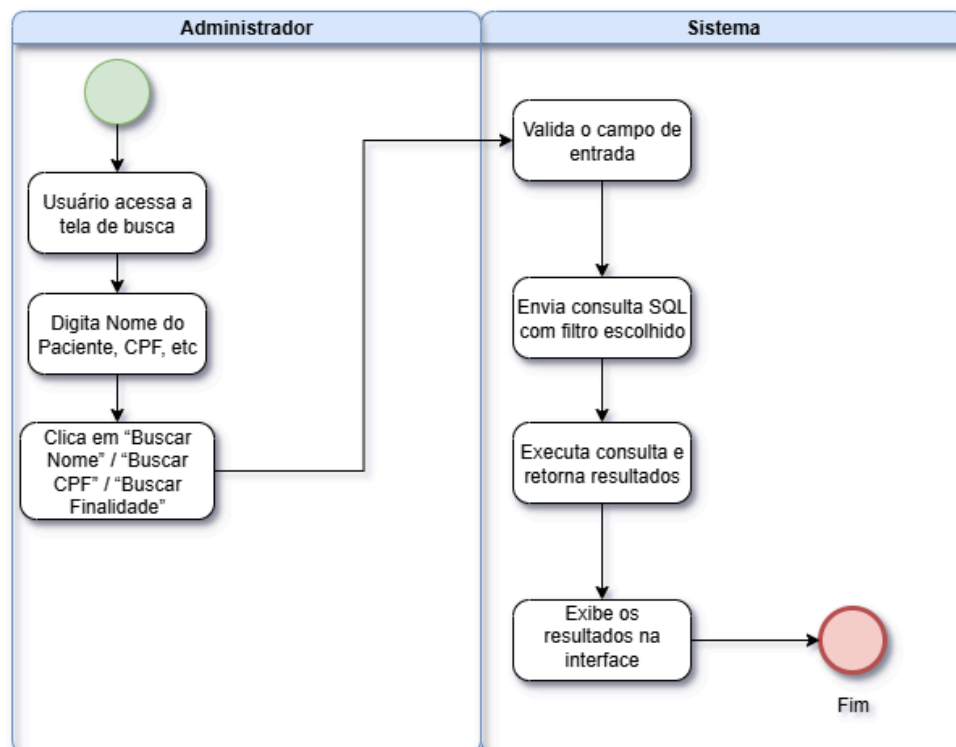 Administrador
Sistema
Usuário acessa a
tela de busca
Digita Nome do
Paciente, CPF, etc
Clica em “Buscar
Nome” / “Buscar
CPF” / “Buscar
Finalidade”
Valida o campo de
entrada
Envia consulta SQL
com filtro escolhido
Executa consulta e
retorna resultados
Exibe os
resultados na
interface
Fim